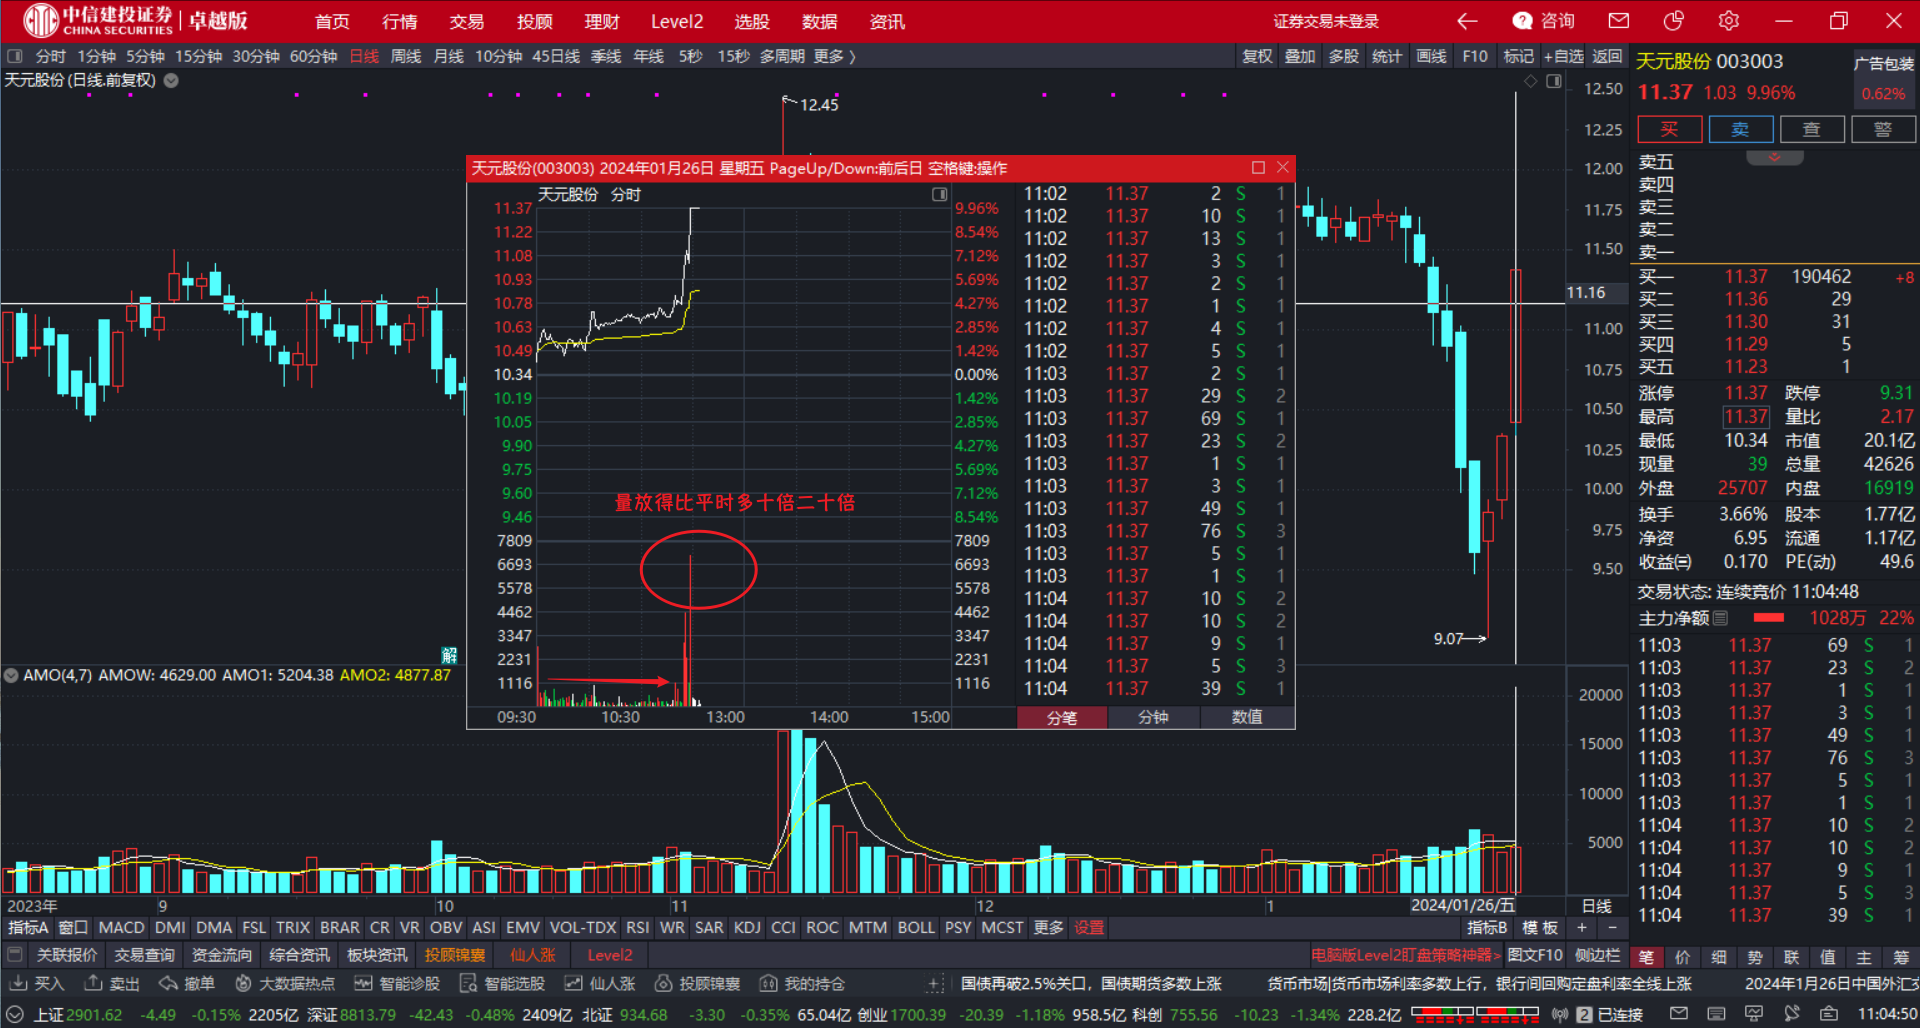 中信建投证券 卓越版 首页 行情 交易 投顾 理财 Level2 选股 数据 资讯 证券交易未登录 咨询
CHINA SECURITIES
分时 1分钟 5分钟 15分钟 30分钟 60分钟 日线 周线 月线 10分钟 45日线 季线 年线 5秒 15秒 多周期 更多 复权 叠加 多股 统计 画线 F10 标记 +自选 返回
天元股份(日线.前复权)
12.45
12.50
12.25
12.00
11.75
11.50
11.16
11.00
10.75
10.50
10.25
10.00
9.75
9.50
9.07
天元股份(003003) 2024年01月26日 星期五 PageUp/Down:前后日 空格键:操作
天元股份 分时
11.37 9.96%
11.22 8.54%
11.08 7.12%
10.93 5.69%
10.78 4.27%
10.63 2.85%
10.49 1.42%
10.34 0.00%
10.19 1.42%
10.05 2.85%
9.90 4.27%
9.75 5.69%
9.60 7.12%
9.46 8.54%
7809 7809
6693 6693
5578 5578
4462 4462
3347 3347
2231 2231
1116 1116
量放得比平时多十倍二十倍
09:30 10:30 13:00 14:00 15:00
11:02 11.37 2 S 1
11:02 11.37 10 S 1
11:02 11.37 13 S 1
11:02 11.37 3 S 1
11:02 11.37 2 S 1
11:02 11.37 1 S 1
11:02 11.37 4 S 1
11:02 11.37 5 S 1
11:03 11.37 2 S 1
11:03 11.37 29 S 2
11:03 11.37 69 S 1
11:03 11.37 23 S 2
11:03 11.37 1 S 1
11:03 11.37 3 S 1
11:03 11.37 49 S 1
11:03 11.37 76 S 3
11:03 11.37 5 S 1
11:03 11.37 1 S 1
11:04 11.37 10 S 2
11:04 11.37 10 S 2
11:04 11.37 9 S 1
11:04 11.37 5 S 3
11:04 11.37 39 S 1
分笔 分钟 数值
解
AMO(4,7) AMOW: 4629.00 AMO1: 5204.38 AMO2: 4877.87
20000
15000
10000
5000
2023年 9 10 11 12 1 2024/01/26/五 日线
天元股份 003003 广告包装
11.37 1.03 9.96% 0.62%
买 卖 查 警
卖五
卖四
卖三
卖二
卖一
买一 11.37 190462 +8
买二 11.36 29
买三 11.30 31
买四 11.29 5
买五 11.23 1
涨停 11.37 跌停 9.31
最高 11.37 量比 2.17
最低 10.34 市值 20.1亿
现量 39 总量 42626
外盘 25707 内盘 16919
换手 3.66% 股本 1.77亿
净资 6.95 流通 1.17亿
收益㈢ 0.170 PE(动) 49.6
交易状态: 连续竞价 11:04:48
主力净额 1028万 22%
11:03 11.37 69 S 1
11:03 11.37 23 S 2
11:03 11.37 1 S 1
11:03 11.37 3 S 1
11:03 11.37 49 S 1
11:03 11.37 76 S 3
11:03 11.37 5 S 1
11:03 11.37 1 S 1
11:04 11.37 10 S 2
11:04 11.37 10 S 2
11:04 11.37 9 S 1
11:04 11.37 5 S 3
11:04 11.37 39 S 1
指标A 窗口 MACD DMI DMA FSL TRIX BRAR CR VR OBV ASI EMV VOL-TDX RSI WR SAR KDJ CCI ROC MTM BOLL PSY MCST 更多 设置 指标B 模板 + −
关联报价 交易查询 资金流向 综合资讯 板块资讯 投顾锦囊 仙人涨 Level2 电脑版Level2盯盘策略神器> 图文F10 侧边栏 笔 价 细 势 联 值 主 筹
买入 卖出 撤单 大数据热点 智能诊股 智能选股 仙人涨 投顾锦囊 我的持仓 国债再破2.5%关口，国债期货多数上涨 货币市场|货币市场利率多数上行，银行间回购定盘利率全线上涨 2024年1月26日中国外汇交
上证2901.62 -4.49 -0.15% 2205亿 深证8813.79 -42.43 -0.48% 2409亿 北证 934.68 -3.30 -0.35% 65.04亿 创业1700.39 -20.39 -1.18% 958.5亿 科创 755.56 -10.23 -1.34% 228.2亿 2 已连接 11:04:50